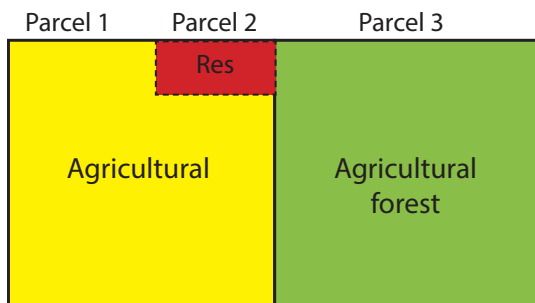 Parcel 1
Parcel 2
Parcel 3
Res
Agricultural
Agricultural
forest